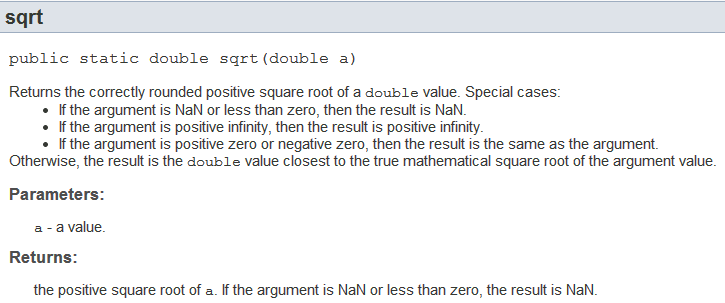 sqrt
public static double sqrt(double a)
Returns the correctly rounded positive square root of a double value. Special cases:
• If the argument is NaN or less than zero, then the result is NaN.
• If the argument is positive infinity, then the result is positive infinity.
• If the argument is positive zero or negative zero, then the result is the same as the argument.
Otherwise, the result is the double value closest to the true mathematical square root of the argument value.
Parameters:
a - a value.
Returns:
the positive square root of a. If the argument is NaN or less than zero, the result is NaN.